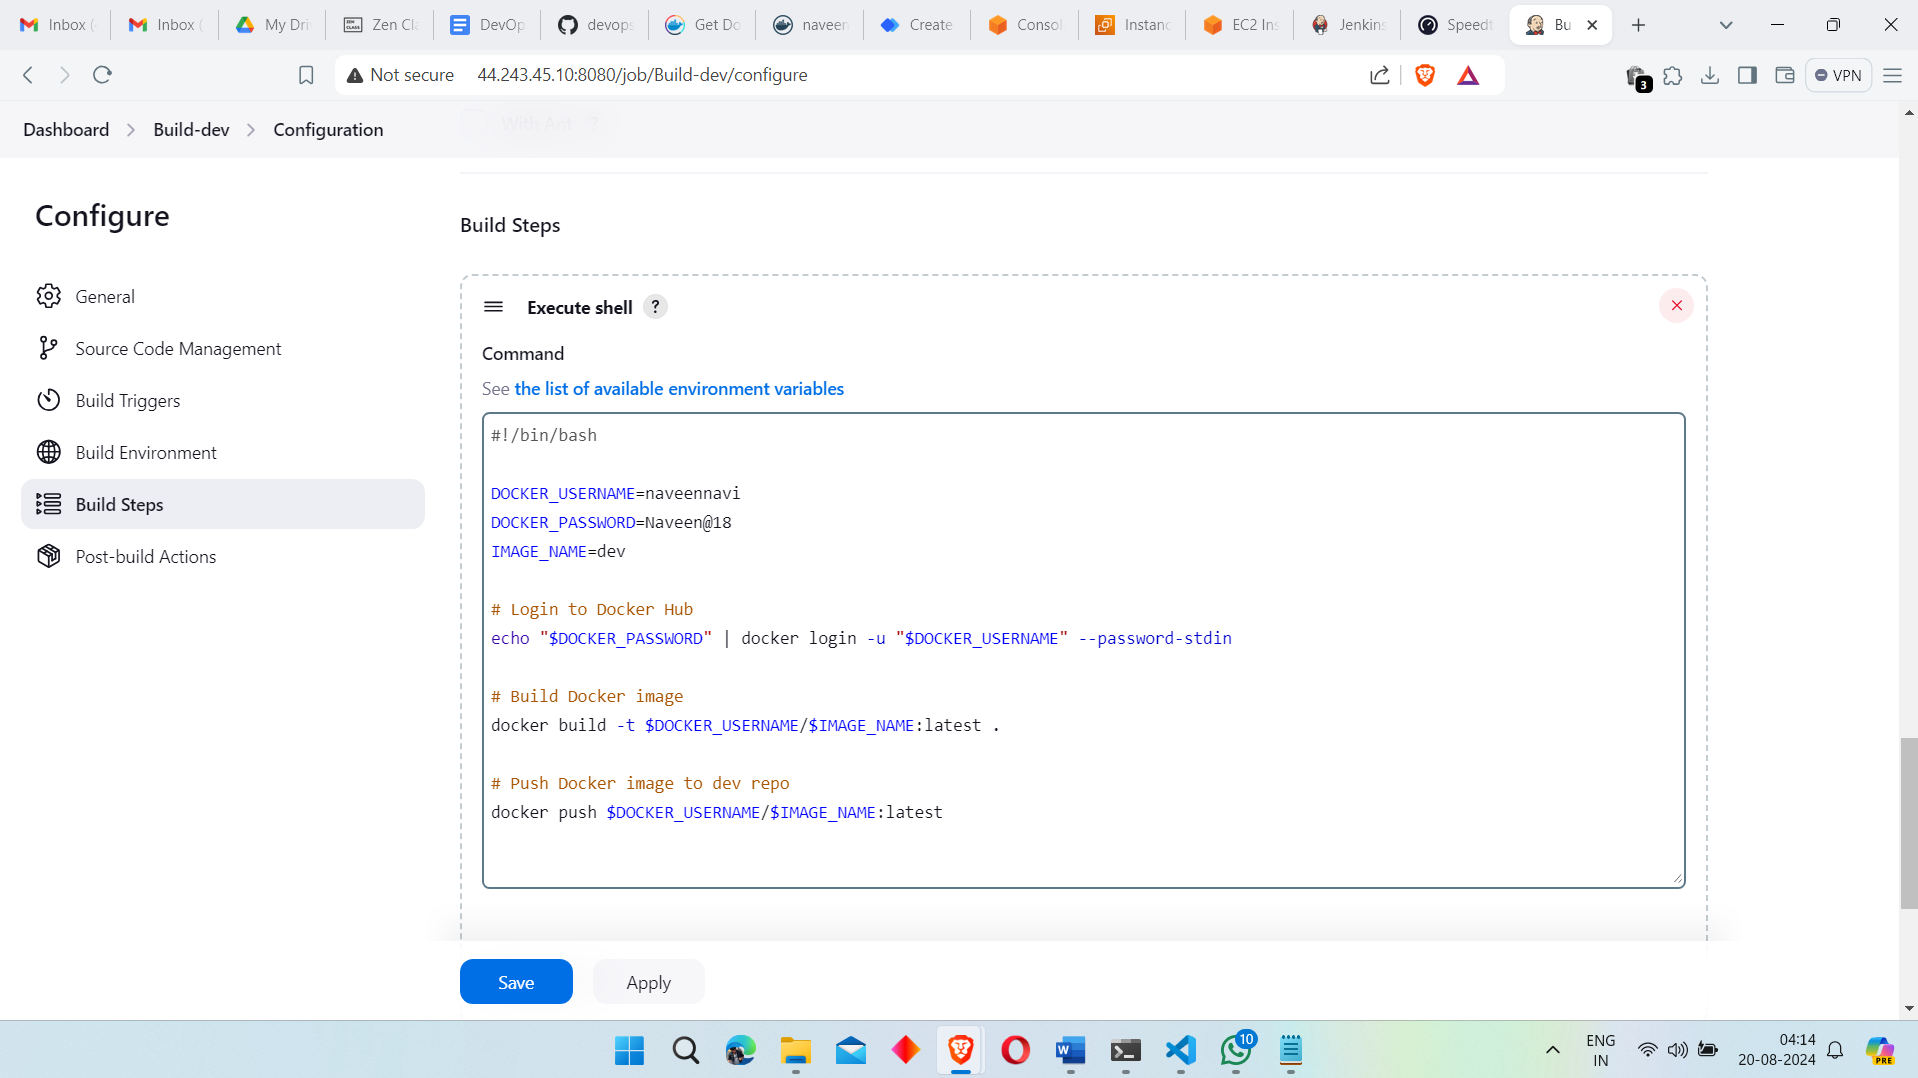 Inbox (
Inbox (
My Dri
Zen Cla
DevOp
devops
Get Do
naveen
Create
Consol
Instanc
EC2 Ins
Jenkins
Speedt
Bu
Not secure
44.243.45.10:8080/job/Build-dev/configure
3
VPN
Dashboard
Build-dev
Configuration
With Ant ?
Configure
General
Source Code Management
Build Triggers
Build Environment
Build Steps
Post-build Actions
Build Steps
Execute shell ?
Command
See the list of available environment variables
#!/bin/bash
DOCKER_USERNAME=naveennavi
DOCKER_PASSWORD=Naveen@18
IMAGE_NAME=dev
# Login to Docker Hub
echo "$DOCKER_PASSWORD" | docker login -u "$DOCKER_USERNAME" --password-stdin
# Build Docker image
docker build -t $DOCKER_USERNAME/$IMAGE_NAME:latest .
# Push Docker image to dev repo
docker push $DOCKER_USERNAME/$IMAGE_NAME:latest
Save
Apply
10
ENG
IN
04:14
20-08-2024
PRE